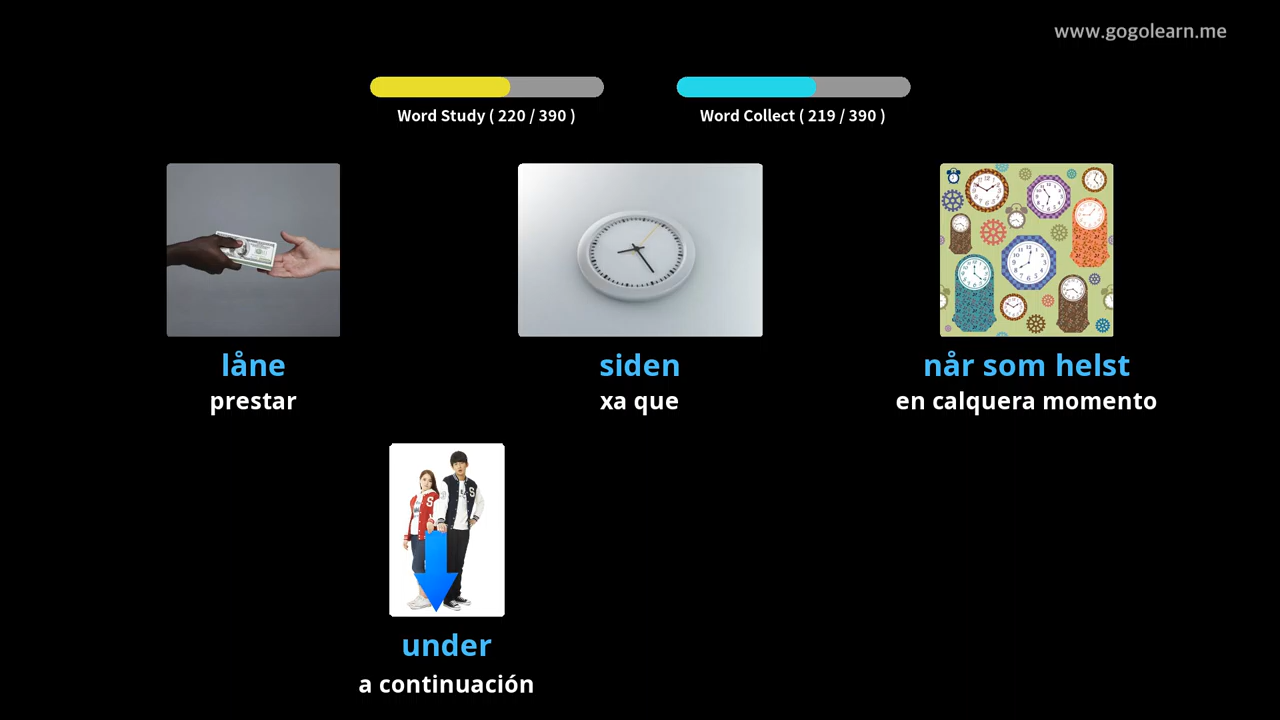 www.gogolearn.me
Word Study ( 220 / 390 )
Word Collect ( 219 / 390 )
låne
prestar
siden
xa que
når som helst
en calquera momento
under
a continuación